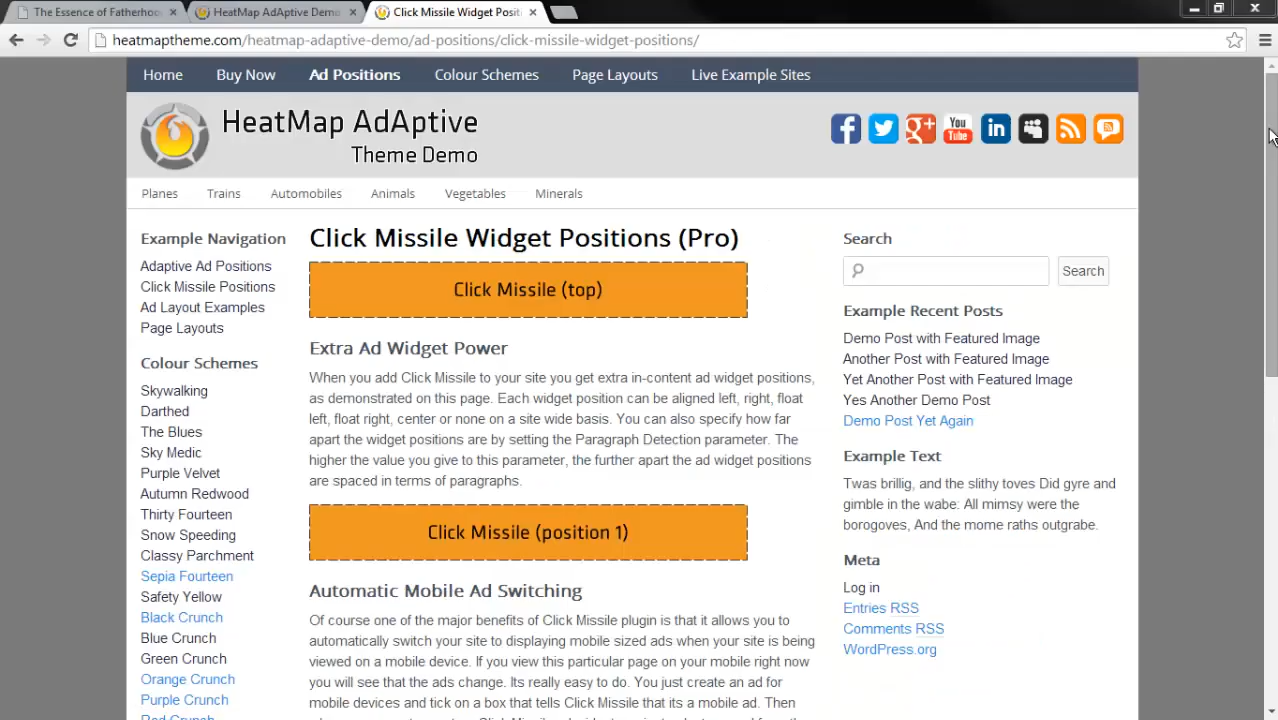 The Essence of Fatherhoo
HeatMap AdAptive Demo
Click Missile Widget Posit
heatmaptheme.com/heatmap-adaptive-demo/ad-positions/click-missile-widget-positions/
Home
Buy Now
Ad Positions
Colour Schemes
Page Layouts
Live Example Sites
HeatMap AdAptive
Theme Demo
You
Tube
Planes
Trains
Automobiles
Animals
Vegetables
Minerals
Example Navigation
Adaptive Ad Positions
Click Missile Positions
Ad Layout Examples
Page Layouts
Colour Schemes
Skywalking
Darthed
The Blues
Sky Medic
Purple Velvet
Autumn Redwood
Thirty Fourteen
Snow Speeding
Classy Parchment
Sepia Fourteen
Safety Yellow
Black Crunch
Blue Crunch
Green Crunch
Orange Crunch
Purple Crunch
Click Missile Widget Positions (Pro)
Click Missile (top)
Extra Ad Widget Power
When you add Click Missile to your site you get extra in-content ad widget positions,
as demonstrated on this page. Each widget position can be aligned left, right, float
left, float right, center or none on a site wide basis. You can also specify how far
apart the widget positions are by setting the Paragraph Detection parameter. The
higher the value you give to this parameter, the further apart the ad widget positions
are spaced in terms of paragraphs.
Click Missile (position 1)
Automatic Mobile Ad Switching
Of course one of the major benefits of Click Missile plugin is that it allows you to
automatically switch your site to displaying mobile sized ads when your site is being
viewed on a mobile device. If you view this particular page on your mobile right now
you will see that the ads change. Its really easy to do. You just create an ad for
mobile devices and tick on a box that tells Click Missile that its a mobile ad. Then
Search
Search
Example Recent Posts
Demo Post with Featured Image
Another Post with Featured Image
Yet Another Post with Featured Image
Yes Another Demo Post
Demo Post Yet Again
Example Text
Twas brillig, and the slithy toves Did gyre and
gimble in the wabe: All mimsy were the
borogoves, And the mome raths outgrabe.
Meta
Log in
Entries RSS
Comments RSS
WordPress.org